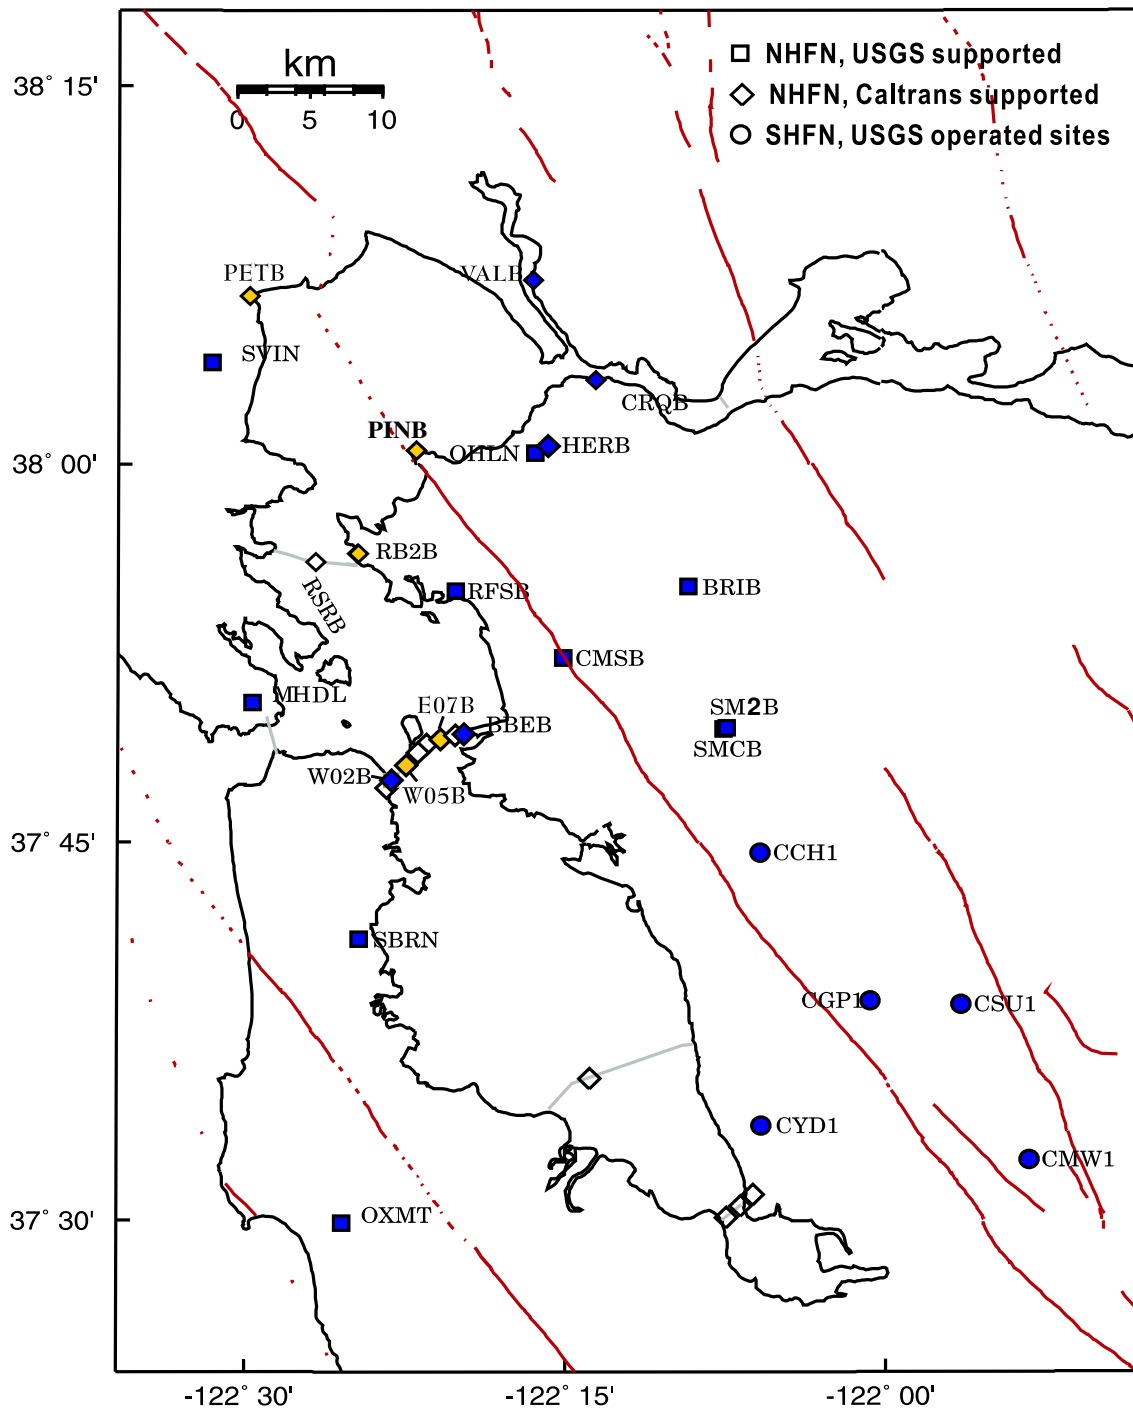 km
0 5 10
NHFN, USGS supported
NHFN, Caltrans supported
SHFN, USGS operated sites
38° 15'
PETB
VALB
SVIN
CRQB
PINB
OHLN
HERB
38° 00'
RB2B
RSRB
RFSB
BRIB
CMSB
MHDL
E07B
BBEB
SM2B
SMCB
W02B
W05B
37° 45'
CCH1
SBRN
CGP1
CSU1
CYD1
CMW1
37° 30'
OXMT
-122° 30' -122° 15' -122° 00'